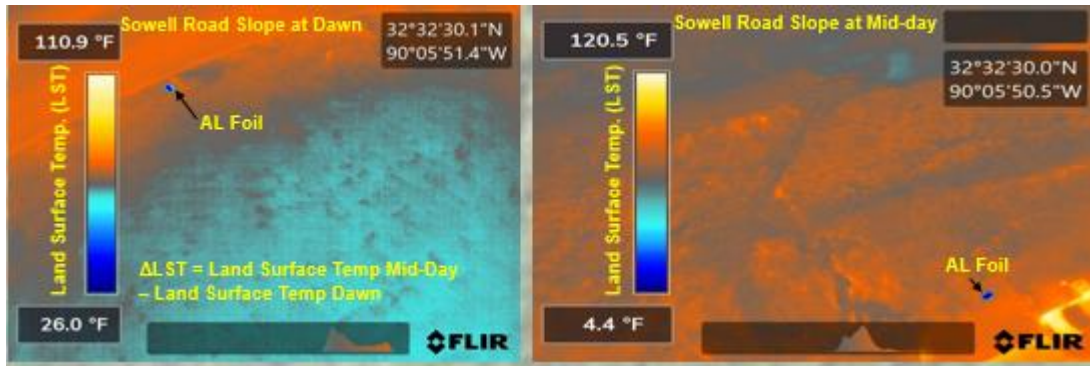 Sowell Road Slope at Dawn
110.9 °F
32°32'30.1"N
90°05'51.4"W
Land Surface Temp. (LST)
AL Foil
ΔLST = Land Surface Temp Mid-Day
– Land Surface Temp Dawn
26.0 °F
FLIR
Sowell Road Slope at Mid-day
120.5 °F
32°32'30.0"N
90°05'50.5"W
Land Surface Temp. (LST)
AL Foil
4.4 °F
FLIR